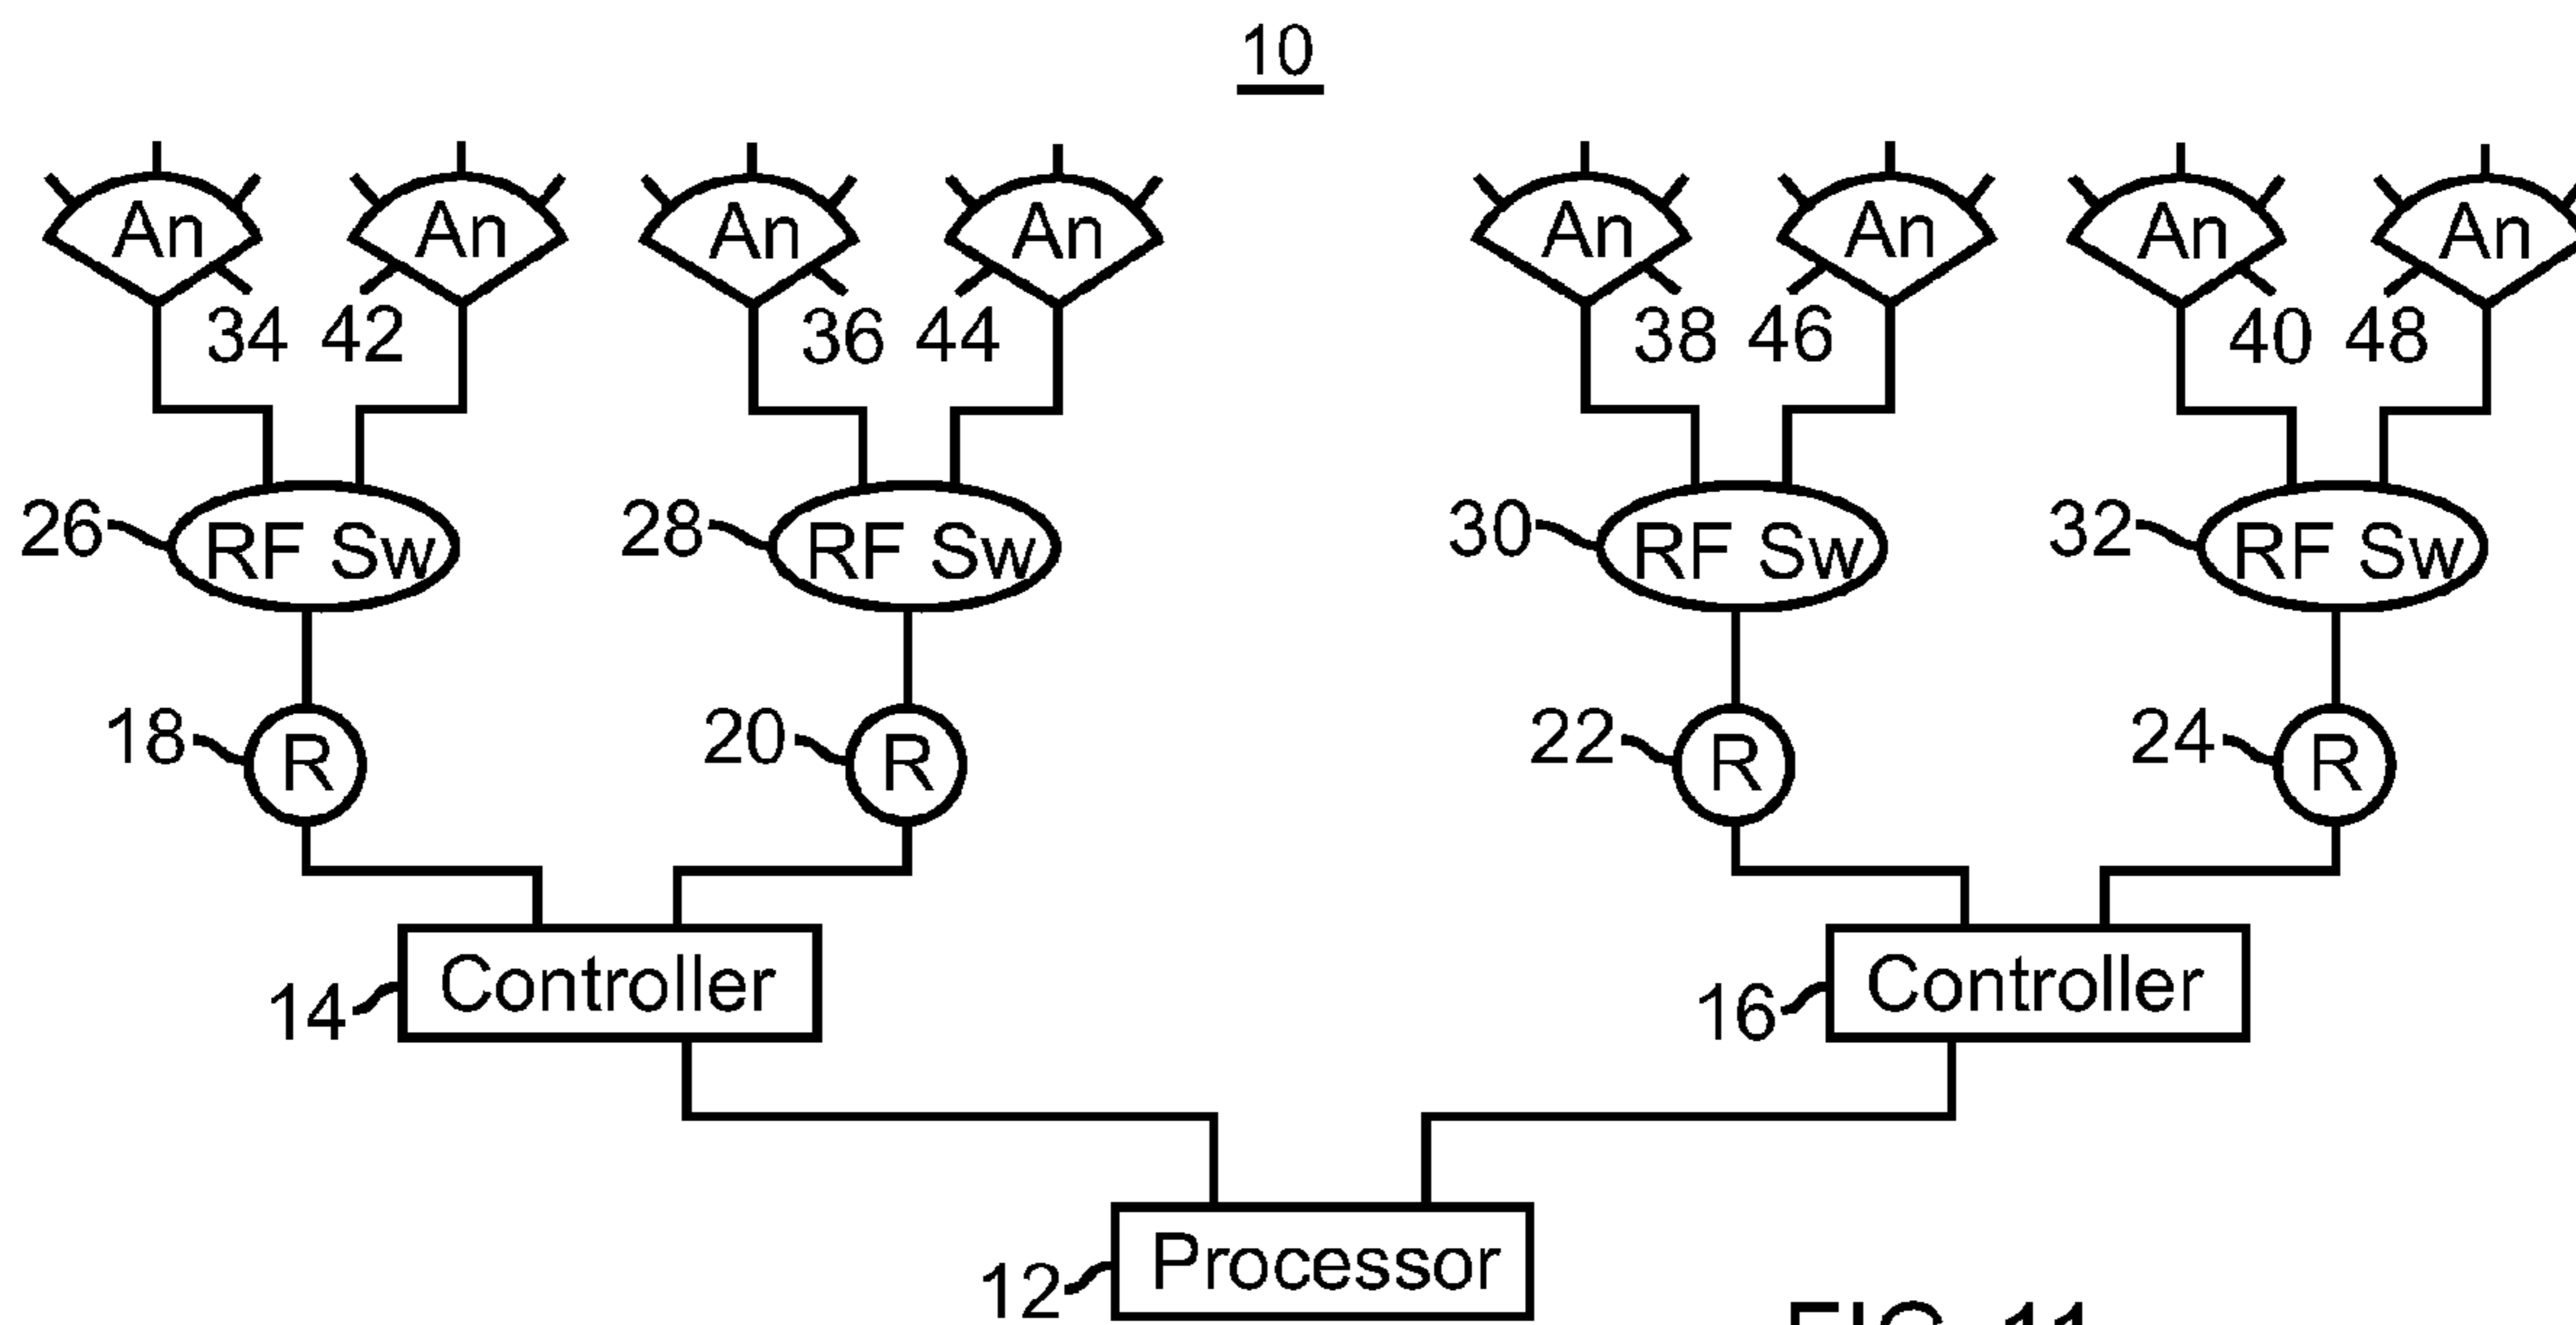 10
An An An An An An An An
34 42 36 44 38 46 40 48
26 RF Sw 28 RF Sw 30 RF Sw 32 RF Sw
18 R 20 R 22 R 24 R
14 Controller 16 Controller
12 Processor
FIG. 11